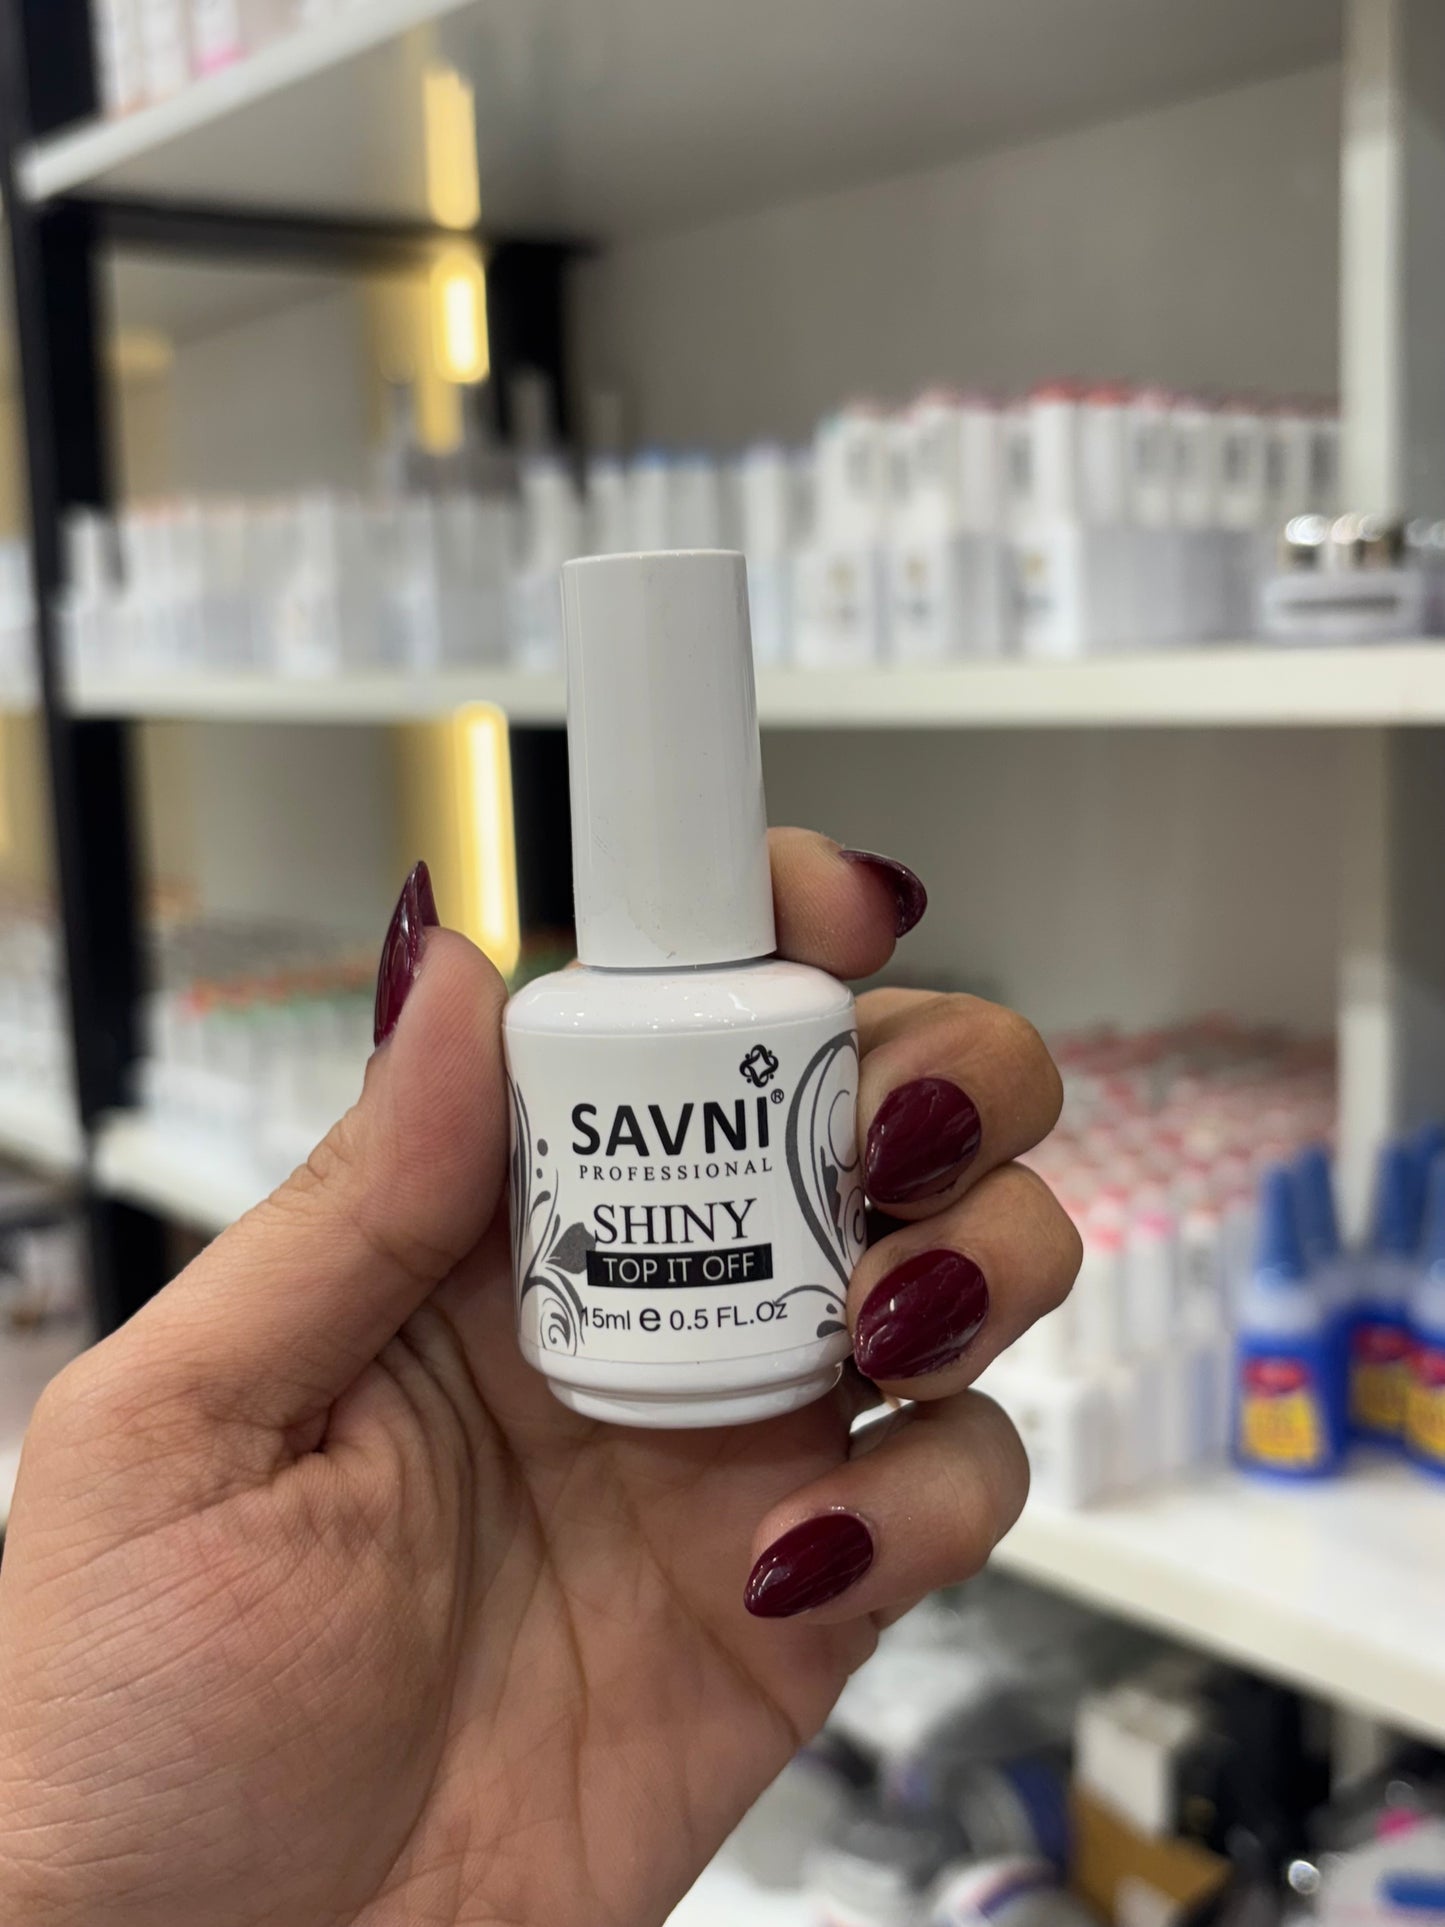 SAVNI®
PROFESSIONAL
SHINY
TOP IT OFF
15ml e 0.5 FL.Oz